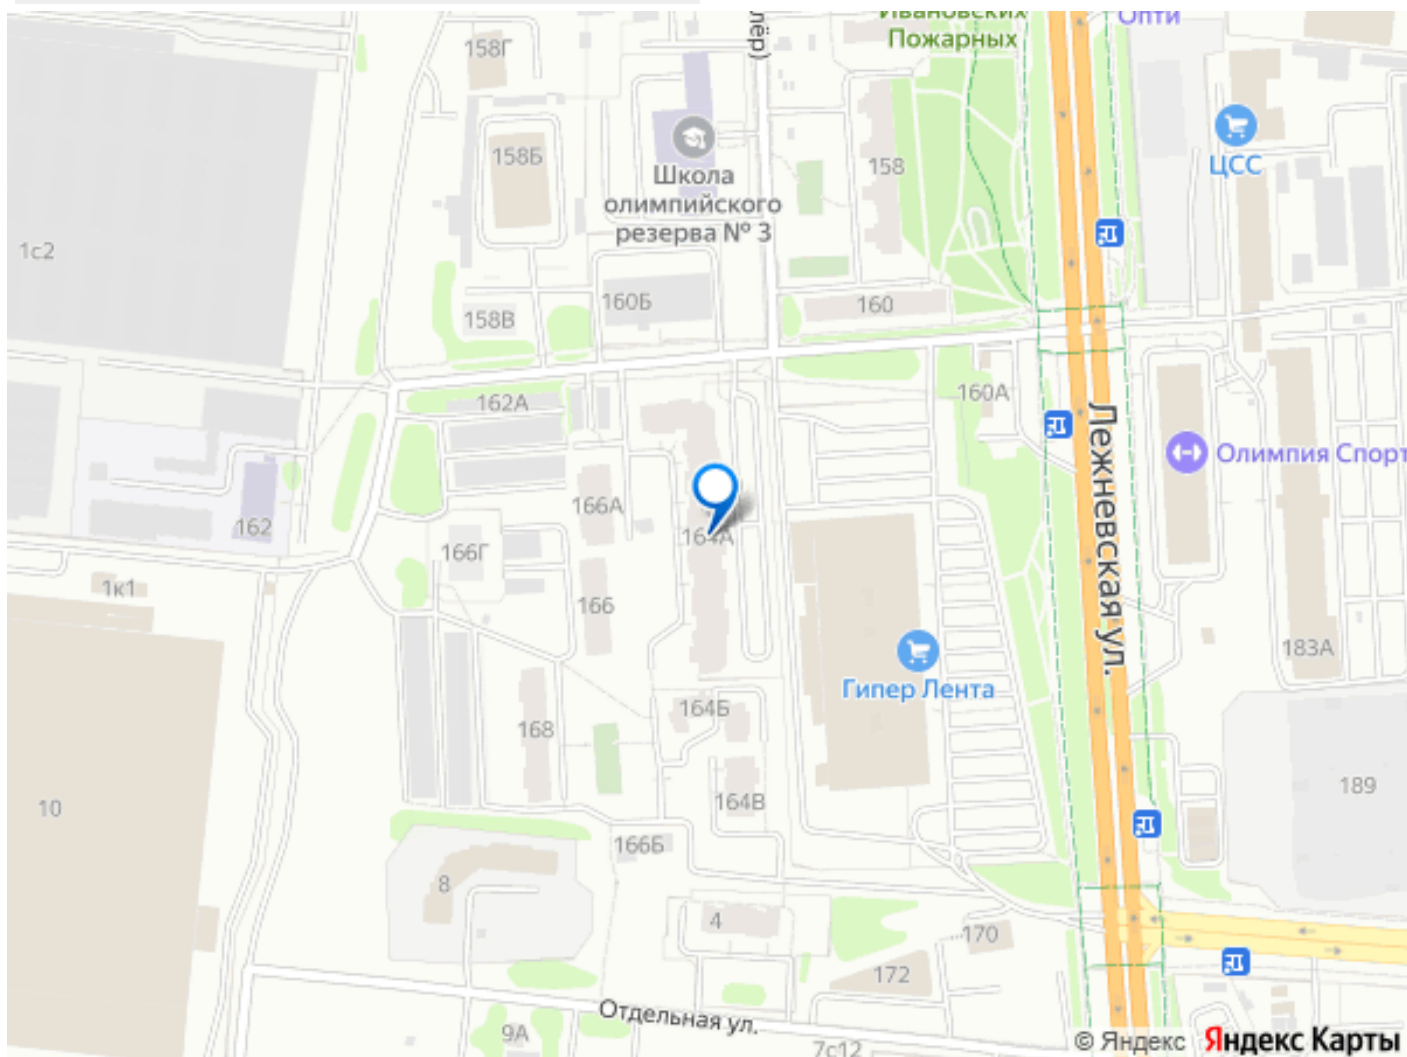 Ивановских
Пожарных
Опти
лёр)
158Г
158Б
Школа
олимпийского
резерва № 3
158
ЦСС
1с2
160Б
158В
160
162А
160А
Лежневская ул.
Олимпия Спорт
166А
162
164А
166Г
1к1
166
183А
Гипер Лента
164Б
168
189
10
164В
166Б
8
4
170
172
Отдельная ул.
9А
7с12
© Яндекс Яндекс Карты